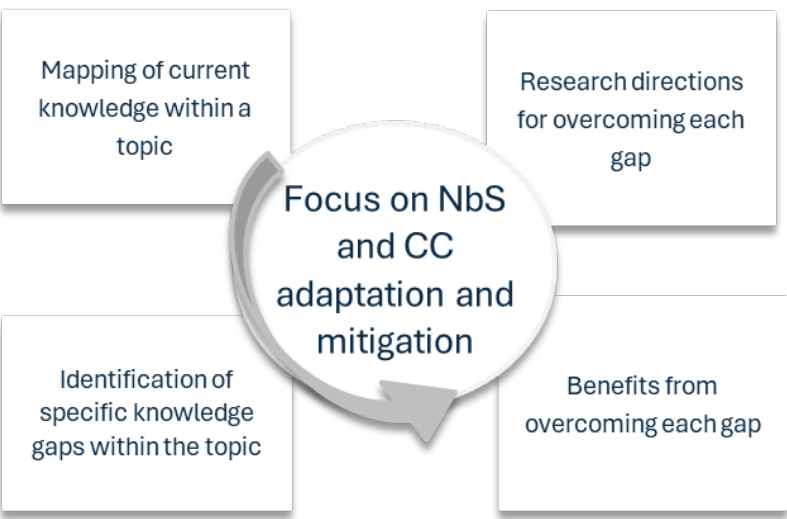 Mapping of current
knowledge within a
topic
Research directions
for overcoming each
gap
Focus on NbS
and CC
adaptation and
mitigation
Identification of
specific knowledge
gaps within the topic
Benefits from
overcoming each gap